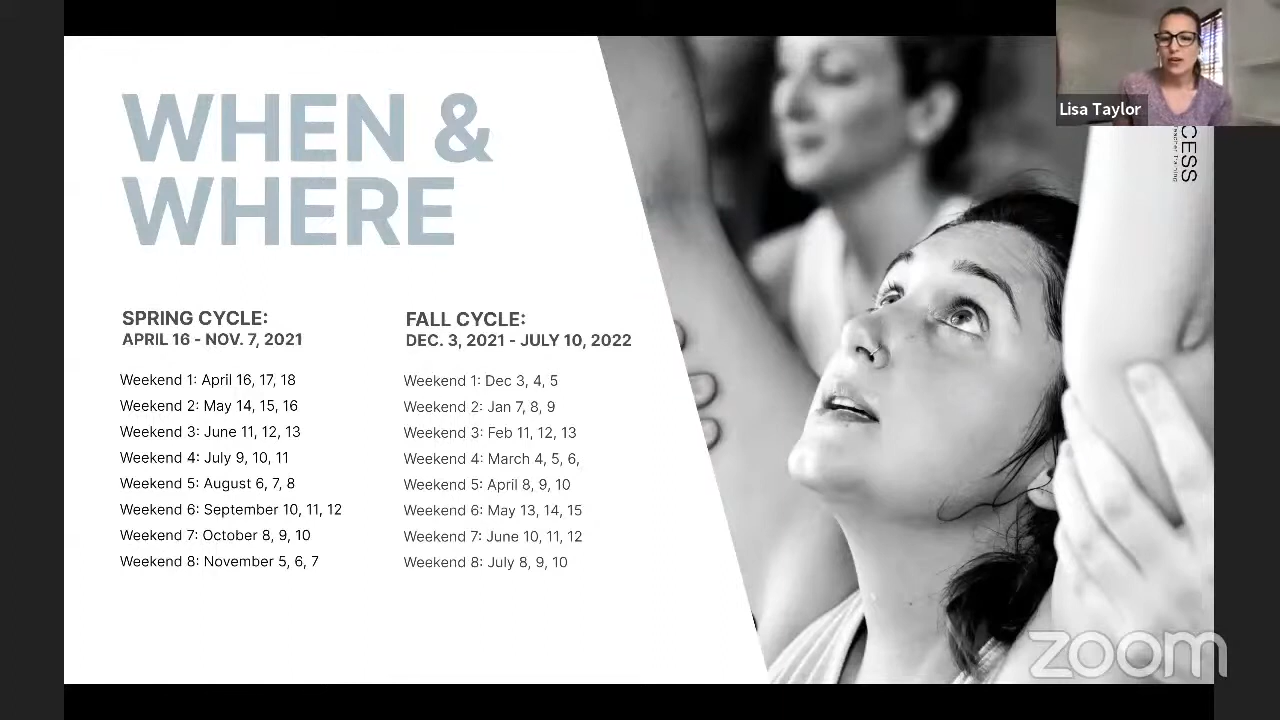 WHEN &
WHERE
SPRING CYCLE:
APRIL 16 - NOV. 7, 2021
Weekend 1: April 16, 17, 18
Weekend 2: May 14, 15, 16
Weekend 3: June 11, 12, 13
Weekend 4: July 9, 10, 11
Weekend 5: August 6, 7, 8
Weekend 6: September 10, 11, 12
Weekend 7: October 8, 9, 10
Weekend 8: November 5, 6, 7
FALL CYCLE:
DEC. 3, 2021 - JULY 10, 2022
Weekend 1: Dec 3, 4, 5
Weekend 2: Jan 7, 8, 9
Weekend 3: Feb 11, 12, 13
Weekend 4: March 4, 5, 6,
Weekend 5: April 8, 9, 10
Weekend 6: May 13, 14, 15
Weekend 7: June 10, 11, 12
Weekend 8: July 8, 9, 10
Lisa Taylor
CESS
zoom